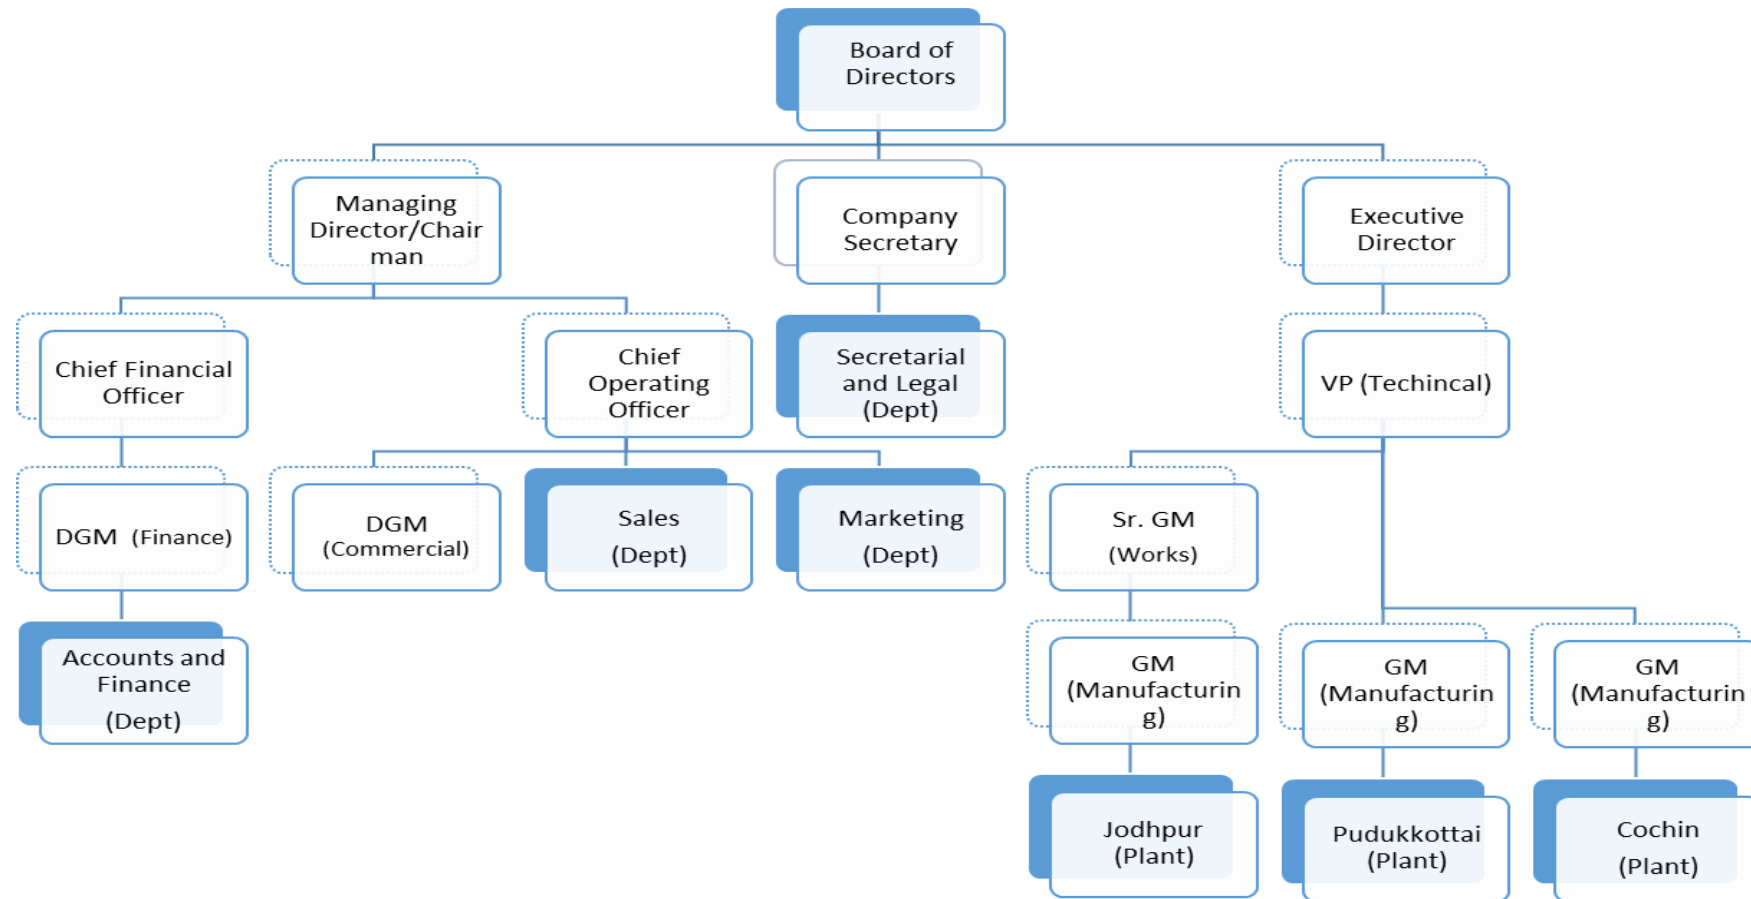 Board of
Directors
Managing
Director/Chair
man
Company
Secretary
Executive
Director
Chief Financial
Officer
Chief
Operating
Officer
Secretarial
and Legal
(Dept)
VP (Techincal)
DGM (Finance)
DGM
(Commercial)
Sales
(Dept)
Marketing
(Dept)
Sr. GM
(Works)
Accounts and
Finance
(Dept)
GM
(Manufacturin
g)
GM
(Manufacturin
g)
GM
(Manufacturin
g)
Jodhpur
(Plant)
Pudukkottai
(Plant)
Cochin
(Plant)